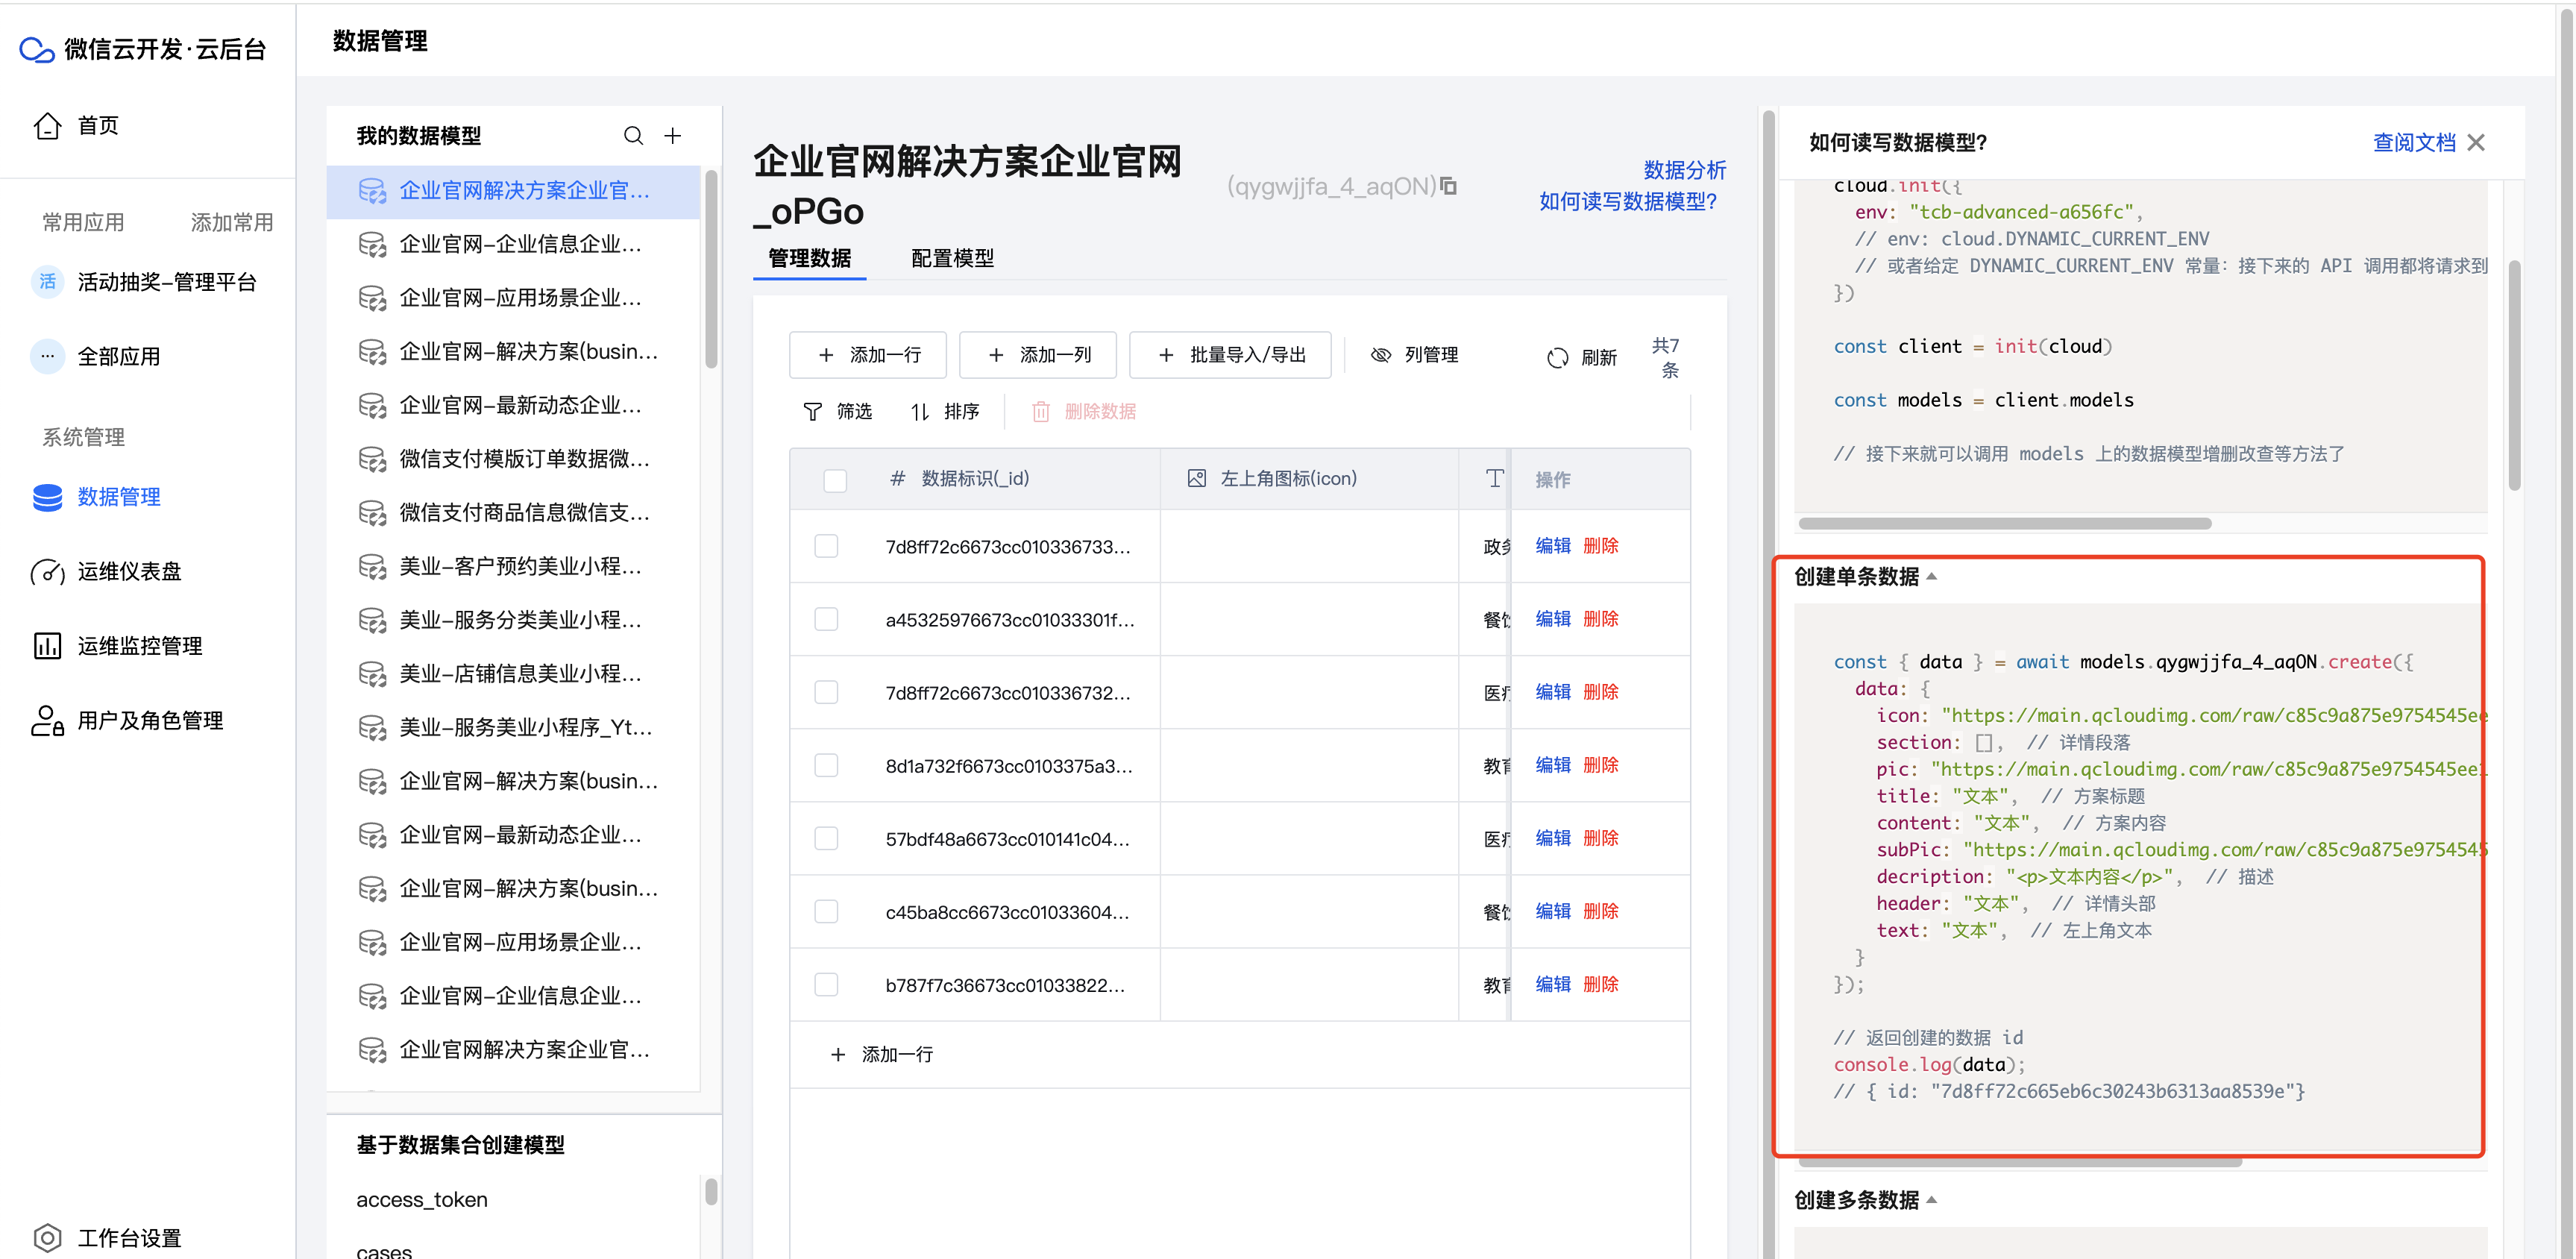 微信云开发·云后台
首页
常用应用 添加常用
活 活动抽奖-管理平台
全部应用
系统管理
数据管理
运维仪表盘
运维监控管理
用户及角色管理
工作台设置
数据管理
我的数据模型
企业官网解决方案企业官...
企业官网-企业信息企业...
企业官网-应用场景企业...
企业官网-解决方案(busin...
企业官网-最新动态企业...
微信支付模版订单数据微...
微信支付商品信息微信支...
美业-客户预约美业小程...
美业-服务分类美业小程...
美业-店铺信息美业小程...
美业-服务美业小程序_Yt...
企业官网-解决方案(busin...
企业官网-最新动态企业...
企业官网-解决方案(busin...
企业官网-应用场景企业...
企业官网-企业信息企业...
企业官网解决方案企业官...
基于数据集合创建模型
access_token
cases
企业官网解决方案企业官网
_oPGo
(qygwjjfa_4_aqON)
数据分析
如何读写数据模型?
管理数据 配置模型
+ 添加一行 + 添加一列 + 批量导入/导出 列管理 刷新 共7
条
筛选 排序 删除数据
# 数据标识(_id) 左上角图标(icon) 操作
7d8ff72c6673cc010336733... 政务 编辑 删除
a45325976673cc01033301f... 餐饮 编辑 删除
7d8ff72c6673cc010336732... 医疗 编辑 删除
8d1a732f6673cc0103375a3... 教育 编辑 删除
57bdf48a6673cc010141c04... 医疗 编辑 删除
c45ba8cc6673cc01033604... 餐饮 编辑 删除
b787f7c36673cc01033822... 教育 编辑 删除
+ 添加一行
如何读写数据模型? 查阅文档
cloud.init({
env: "tcb-advanced-a656fc",
// env: cloud.DYNAMIC_CURRENT_ENV
// 或者给定 DYNAMIC_CURRENT_ENV 常量：接下来的 API 调用都将请求到
})
const client = init(cloud)
const models = client.models
// 接下来就可以调用 models 上的数据模型增删改查等方法了
创建单条数据
const { data } = await models.qygwjjfa_4_aqON.create({
data: {
icon: "https://main.qcloudimg.com/raw/c85c9a875e9754545ee
section: [], // 详情段落
pic: "https://main.qcloudimg.com/raw/c85c9a875e9754545ee1
title: "文本", // 方案标题
content: "文本", // 方案内容
subPic: "https://main.qcloudimg.com/raw/c85c9a875e9754545
decription: "<p>文本内容</p>", // 描述
header: "文本", // 详情头部
text: "文本", // 左上角文本
}
});
// 返回创建的数据 id
console.log(data);
// { id: "7d8ff72c665eb6c30243b6313aa8539e"}
创建多条数据